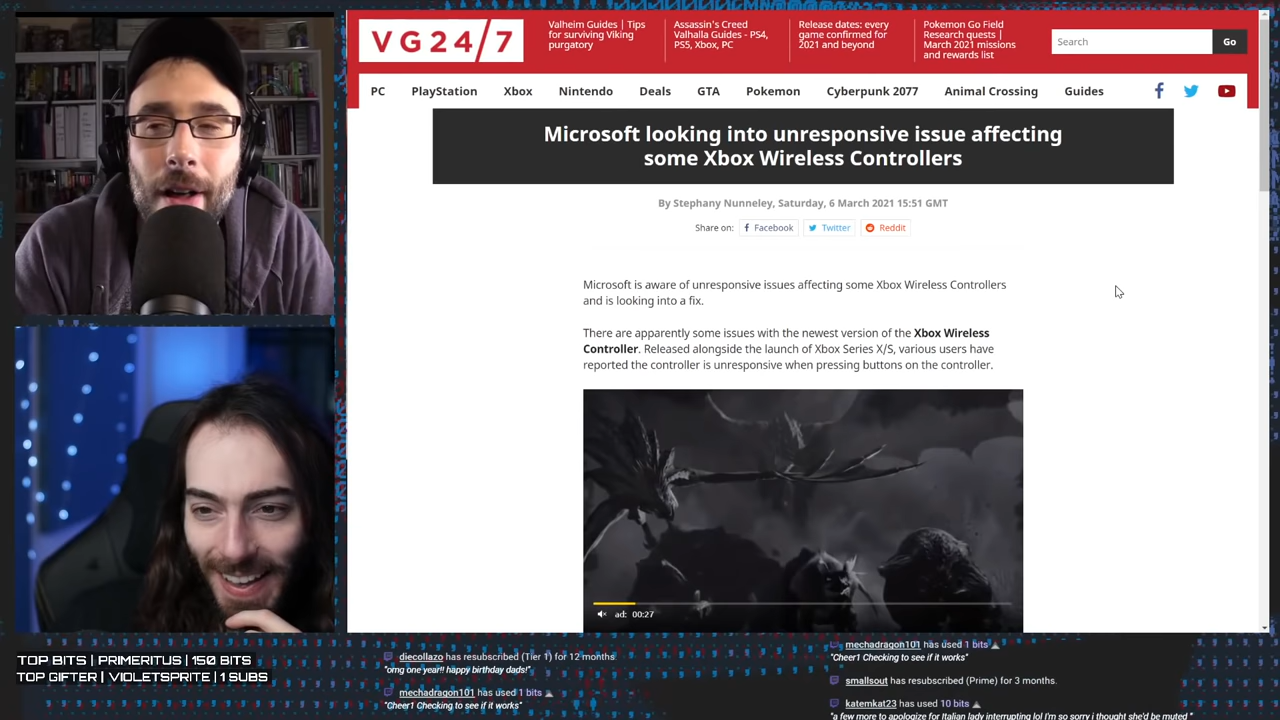 VG24/7
Valheim Guides | Tips
for surviving Viking
purgatory
Assassin's Creed
Valhalla Guides - PS4,
PS5, Xbox, PC
Release dates: every
game confirmed for
2021 and beyond
Pokemon Go Field
Research quests |
March 2021 missions
and rewards list
Search
Go
PC
PlayStation
Xbox
Nintendo
Deals
GTA
Pokemon
Cyberpunk 2077
Animal Crossing
Guides
Microsoft looking into unresponsive issue affecting
some Xbox Wireless Controllers
By Stephany Nunneley, Saturday, 6 March 2021 15:51 GMT
Share on: Facebook Twitter Reddit
Microsoft is aware of unresponsive issues affecting some Xbox Wireless Controllers
and is looking into a fix.
There are apparently some issues with the newest version of the Xbox Wireless
Controller. Released alongside the launch of Xbox Series X/S, various users have
reported the controller is unresponsive when pressing buttons on the controller.
ad: 00:27
TOP BITS | PRIMERITUS | 150 BITS
TOP GIFTER | VIOLETSPRITE | 1 SUBS
diecollazo has resubscribed (Tier 1) for 12 months.
"omg one year!! happy birthday dads!"
mechadragon101 has used 1 bits
"Cheer1 Checking to see if it works"
mechadragon101 has used 1 bits
"Cheer1 Checking to see if it works"
smallsout has resubscribed (Prime) for 3 months.
katemkat23 has used 10 bits
"a few more to apologize for Italian lady interrupting lol I'm so sorry i thought she'd be muted"